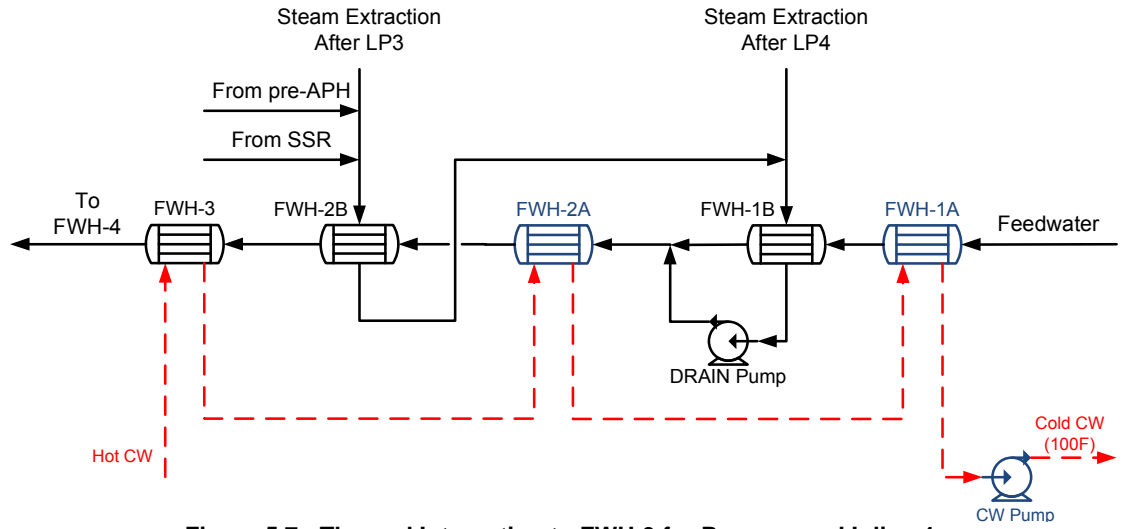 Steam Extraction
After LP3
Steam Extraction
After LP4
From pre-APH
From SSR
To
FWH-4
FWH-3
FWH-2B
FWH-2A
FWH-1B
FWH-1A
Feedwater
DRAIN Pump
Hot CW
Cold CW
(100F)
CW Pump